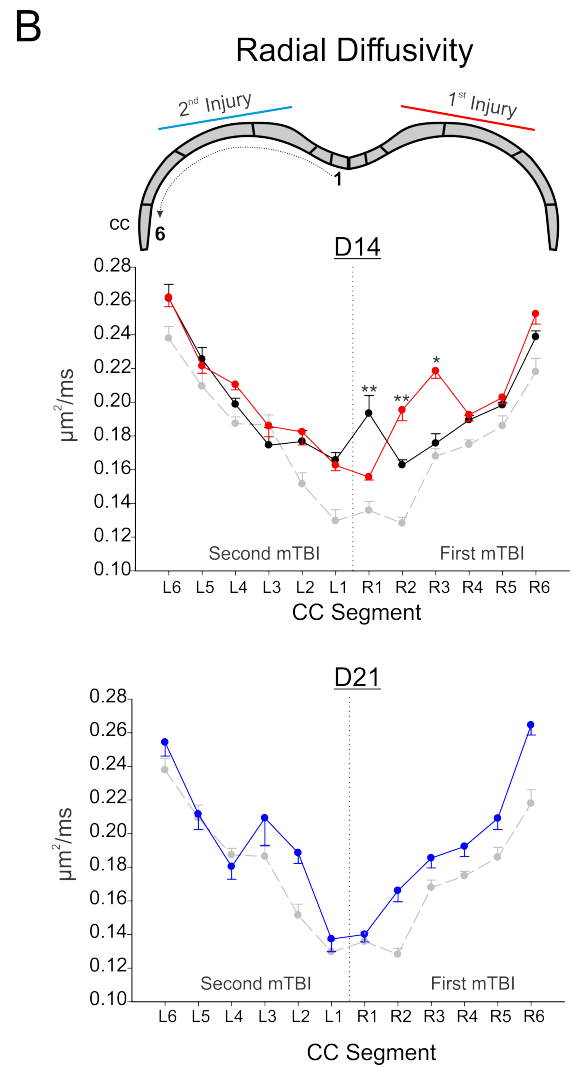 B
Radial Diffusivity
2nd Injury
1st Injury
1
cc
6
D14
0.28
0.28
0.24
0.22
0.20
0.18
0.16
0.14
0.12
0.10
µm2/ms
**
**
*
Second mTBI
First mTBI
L6 L5 L4 L3 L2 L1 R1 R2 R3 R4 R5 R6
CC Segment
D21
0.28
0.28
0.24
0.22
0.20
0.18
0.16
0.14
0.12
0.10
µm2/ms
Second mTBI
First mTBI
L6 L5 L4 L3 L2 L1 R1 R2 R3 R4 R5 R6
CC Segment